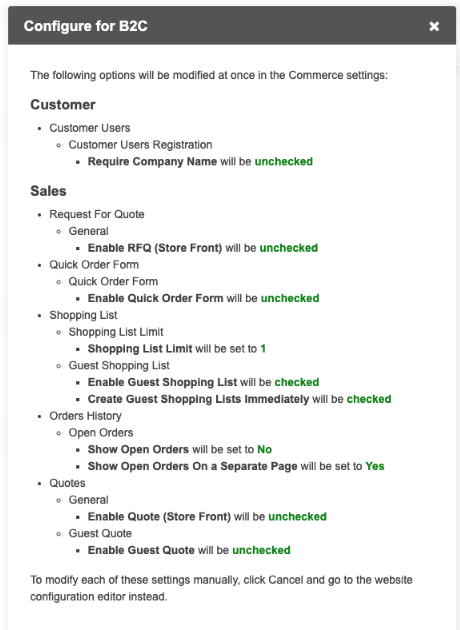 Configure for B2C ×
The following options will be modified at once in the Commerce settings:
Customer
• Customer Users
◦ Customer Users Registration
▪ Require Company Name will be unchecked
Sales
• Request For Quote
◦ General
▪ Enable RFQ (Store Front) will be unchecked
• Quick Order Form
◦ Quick Order Form
▪ Enable Quick Order Form will be unchecked
• Shopping List
◦ Shopping List Limit
▪ Shopping List Limit will be set to 1
◦ Guest Shopping List
▪ Enable Guest Shopping List will be checked
▪ Create Guest Shopping Lists Immediately will be checked
• Orders History
◦ Open Orders
▪ Show Open Orders will be set to No
▪ Show Open Orders On a Separate Page will be set to Yes
• Quotes
◦ General
▪ Enable Quote (Store Front) will be unchecked
◦ Guest Quote
▪ Enable Guest Quote will be unchecked
To modify each of these settings manually, click Cancel and go to the website
configuration editor instead.